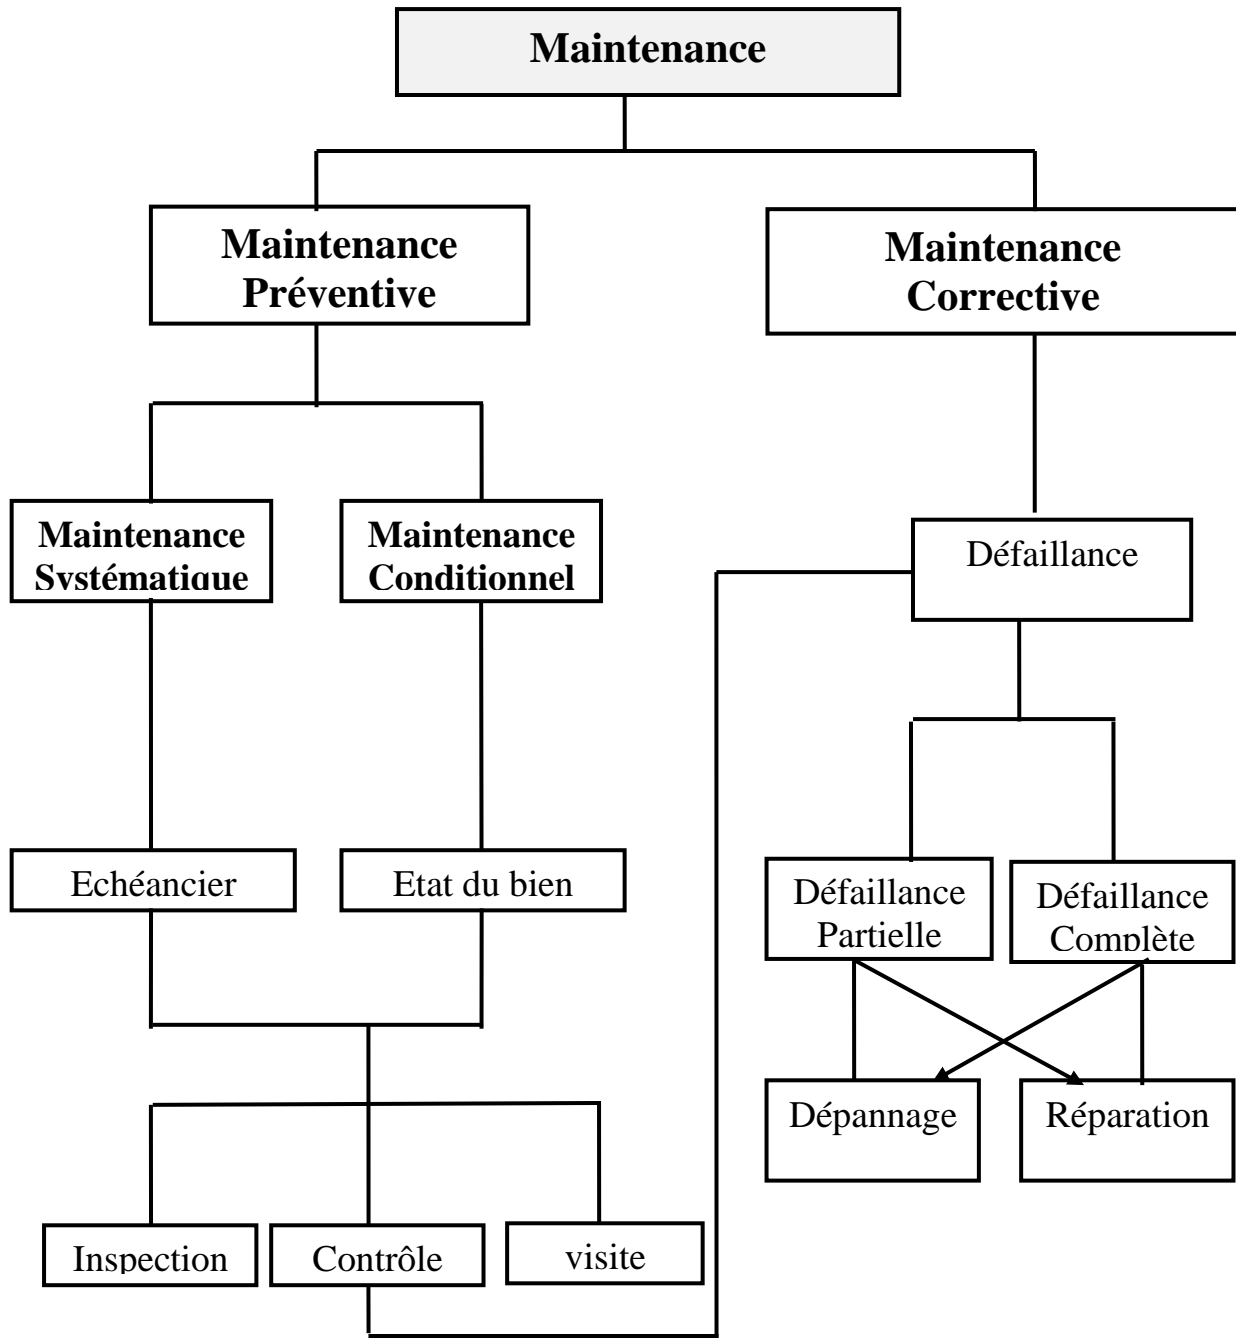 Maintenance
Maintenance
Préventive
Maintenance
Corrective
Maintenance
Systématique
Maintenance
Conditionnel
Défaillance
Echéancier
Etat du bien
Défaillance
Partielle
Défaillance
Complète
Dépannage
Réparation
Inspection
Contrôle
visite